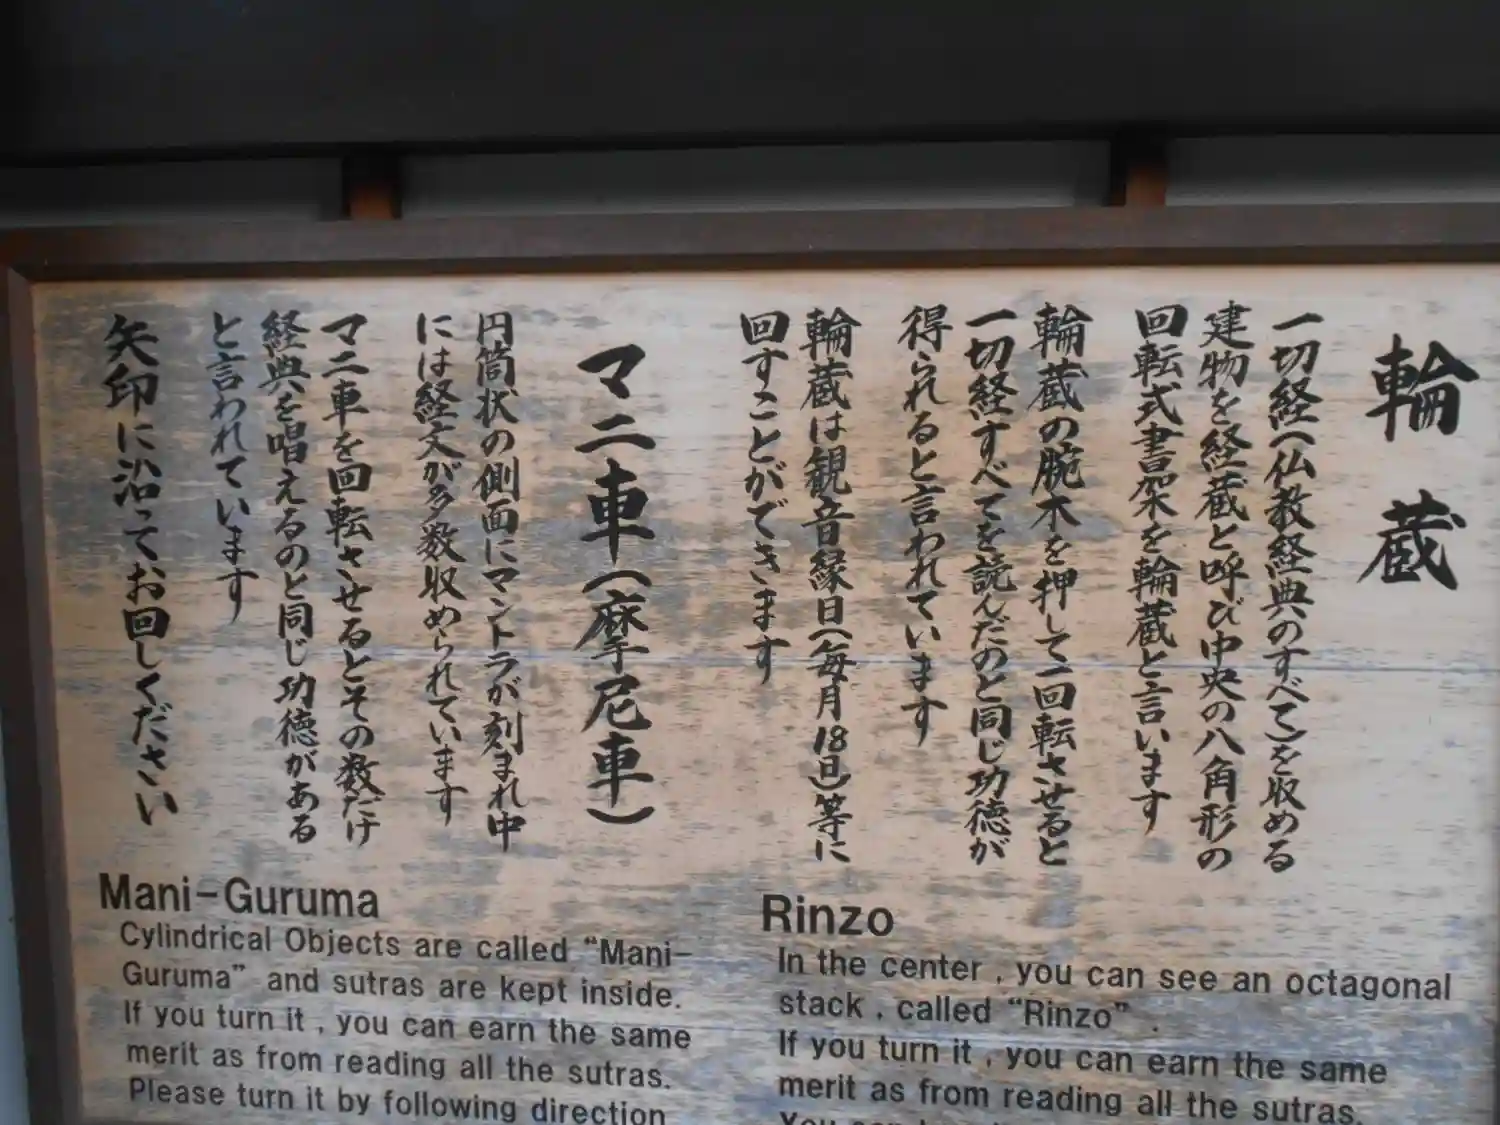 輪蔵
一切経(仏教経典のすべて)を収める
建物を経蔵と呼び中央の八角形の
回転式書架を輪蔵と言います
輪蔵の腕木を押して一回転させると
一切経すべてを読んだのと同じ功徳が
得られると言われています
輪蔵は観音縁日(毎月18日)等に
回すことができます
マニ車(摩尼車)
円筒状の側面にマントラが刻まれ中
には経文が多数収められています
マニ車を回転させるとその数だけ
経典を唱えるのと同じ功徳がある
と言われています
矢印に沿ってお回しください
Mani-Guruma
Cylindrical Objects are called “Mani-
Guruma” and sutras are kept inside.
If you turn it , you can earn the same
merit as from reading all the sutras.
Please turn it by following direction
Rinzo
In the center , you can see an octagonal
stack , called “Rinzo” .
If you turn it , you can earn the same
merit as from reading all the sutras.
You can